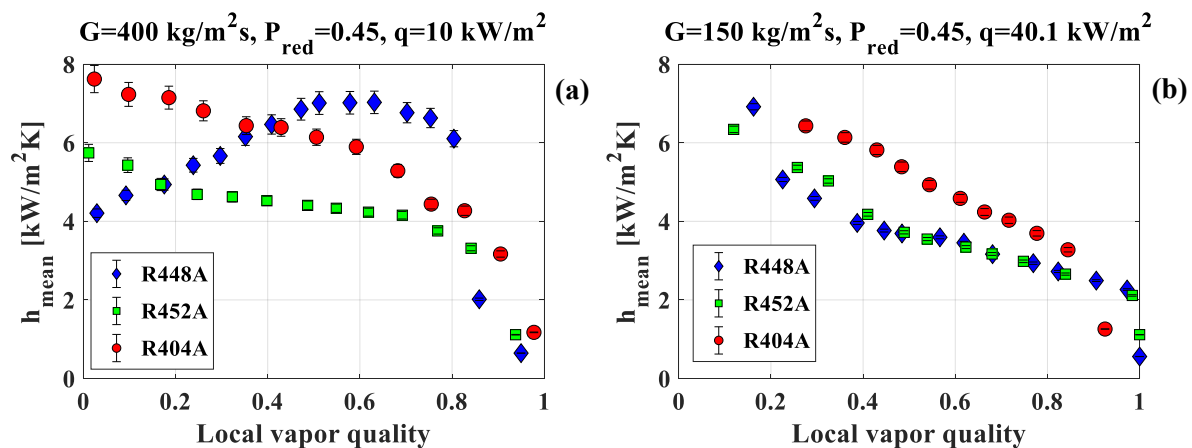 G=400 kg/m²s, P_red=0.45, q=10 kW/m²
(a)
h_mean [kW/m²K]
8
6
4
2
0
R448A
R452A
R404A
0 0.2 0.4 0.6 0.8 1
Local vapor quality
G=150 kg/m²s, P_red=0.45, q=40.1 kW/m²
(b)
h_mean [kW/m²K]
8
6
4
2
0
R448A
R452A
R404A
0 0.2 0.4 0.6 0.8 1
Local vapor quality